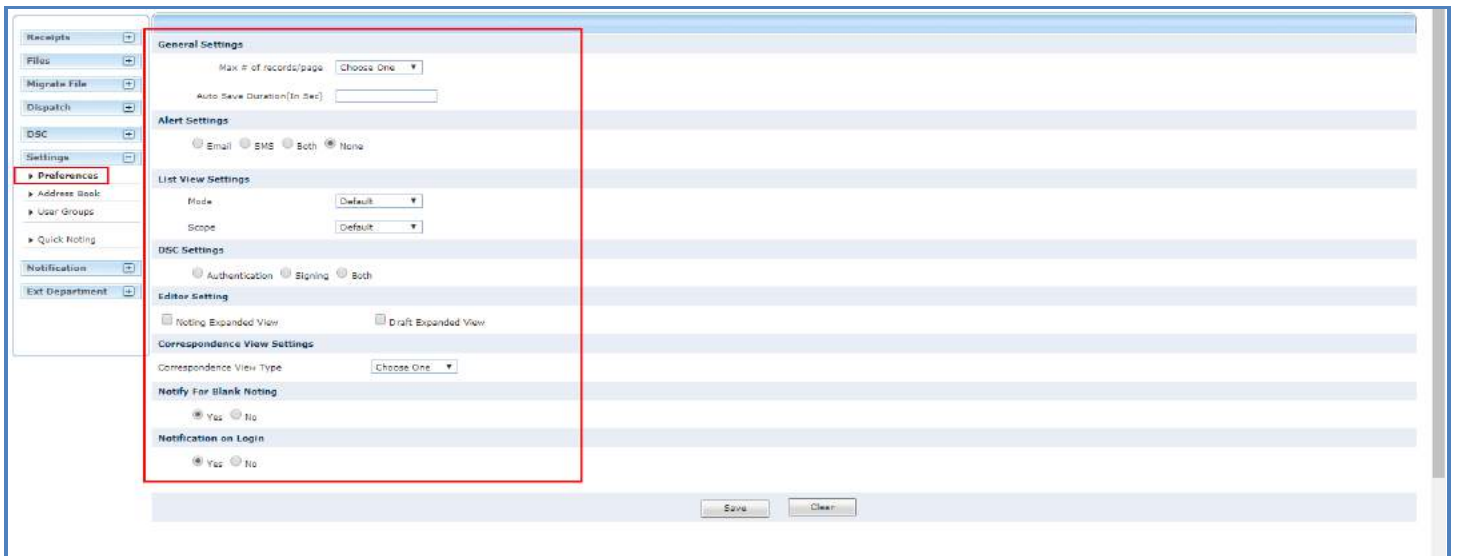 Receipts
Files
Migrate File
Dispatch
DSC
Settings
Preferences
Address Book
User Groups
Quick Noting
Notification
Ext Department
General Settings
Max # of records/page Choose One
Auto Save Duration(In Sec)
Alert Settings
Email SMS Both None
List View Settings
Mode Default
Scope Default
DSC Settings
Authentication Signing Both
Editor Setting
Noting Expanded View Draft Expanded View
Correspondence View Settings
Correspondence View Type Choose One
Notify For Blank Noting
Yes No
Notification on Login
Yes No
Save Clear